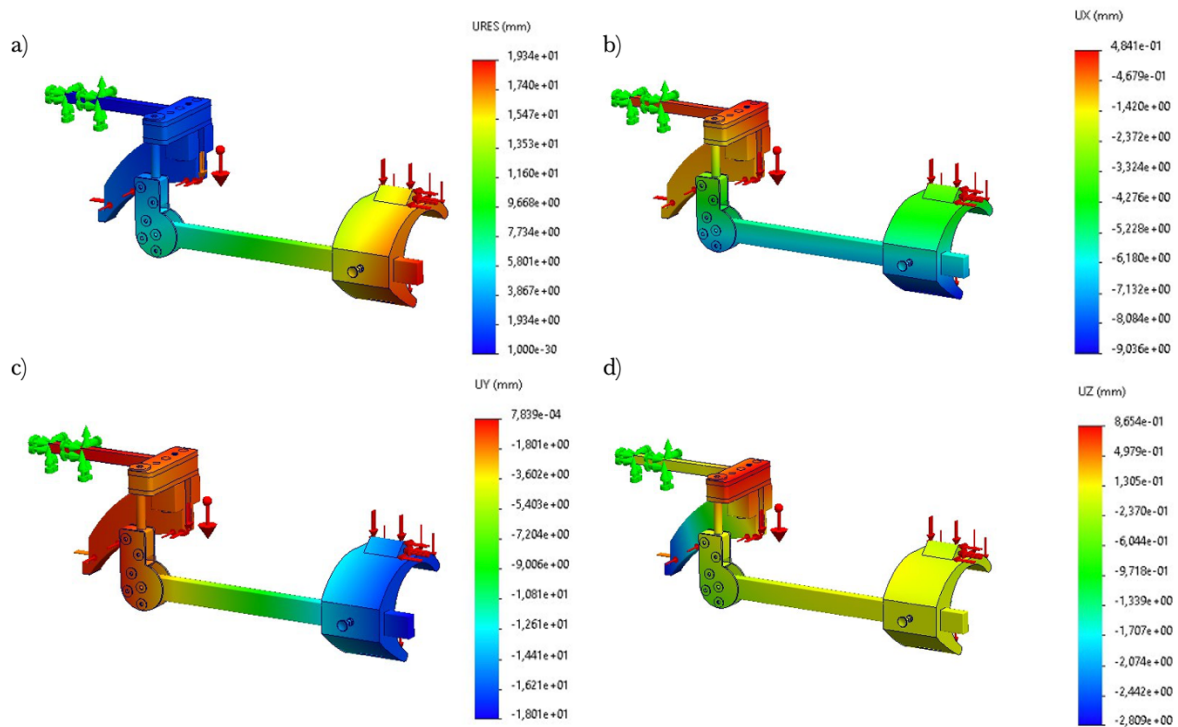 a)
URES (mm)
1,934e+01
1,740e+01
1,547e+01
1,353e+01
1,160e+01
9,668e+00
7,734e+00
5,801e+00
3,867e+00
1,934e+00
1,000e-30
b)
UX (mm)
4,841e-01
-4,679e-01
-1,420e+00
-2,372e+00
-3,324e+00
-4,276e+00
-5,228e+00
-6,180e+00
-7,132e+00
-8,084e+00
-9,036e+00
c)
UY (mm)
7,839e-04
-1,801e+00
-3,602e+00
-5,403e+00
-7,204e+00
-9,006e+00
-1,081e+01
-1,261e+01
-1,441e+01
-1,621e+01
-1,801e+01
d)
UZ (mm)
8,654e-01
4,979e-01
1,305e-01
-2,370e-01
-6,044e-01
-9,718e-01
-1,339e+00
-1,707e+00
-2,074e+00
-2,442e+00
-2,809e+00